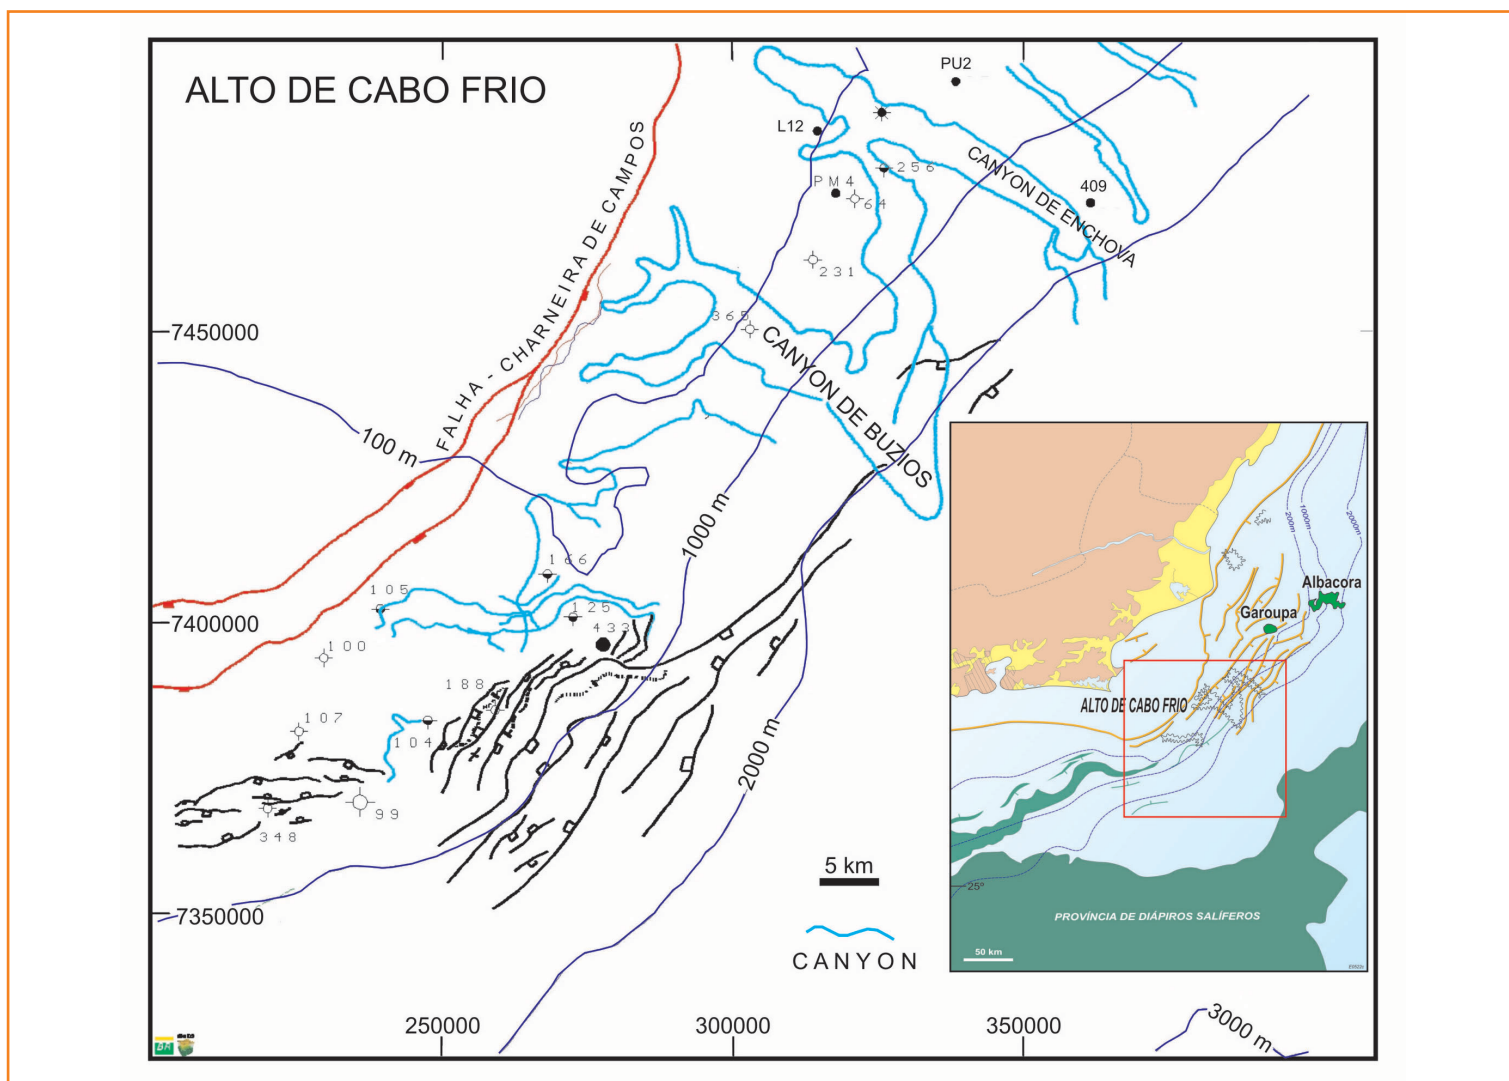 ALTO DE CABO FRIO
PU2
L12
256
CANYON DE ENCHOVA
PM4
64
409
FALHA - CHARNEIRA DE CAMPOS
231
7450000
365
CANYON DE BUZIOS
100 m
1000 m
166
105
125
7400000
433
100
188
107
104
2000 m
99
348
5 km
7350000
CANYON
250000
300000
350000
3000 m
BR
200m
1000m
2000m
Albacora
Garoupa
ALTO DE CABO FRIO
25º
PROVÍNCIA DE DIÁPIROS SALÍFEROS
50 km